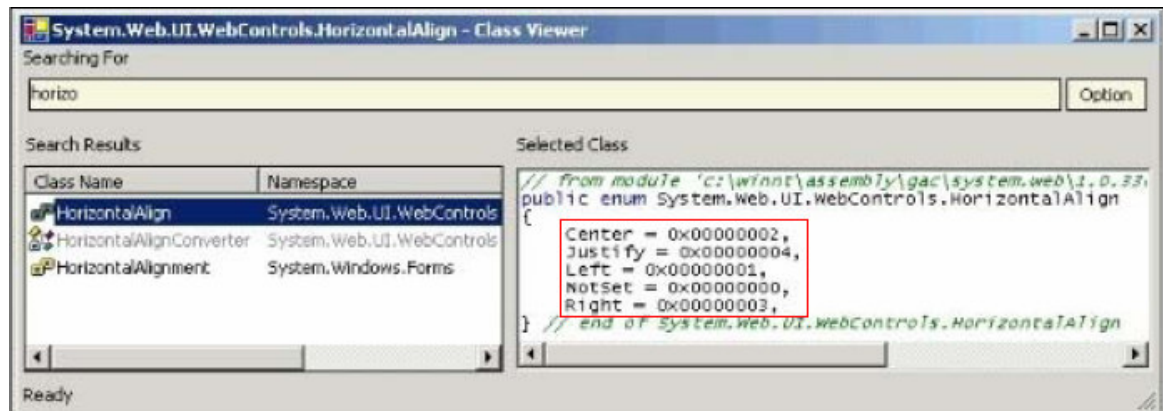 System.Web.UI.WebControls.HorizontalAlign - Class Viewer
Searching For
horizo
Option
Search Results
Selected Class
Class Name Namespace
HorizontalAlign System.Web.UI.WebControls
HorizontalAlignConverter System.Web.UI.WebControls
HorizontalAlignment System.Windows.Forms
// from module 'c:\winnt\assembly\gac\system.web\1.0.33
public enum System.Web.UI.WebControls.HorizontalAlign
{
Center = 0x00000002,
Justify = 0x00000004,
Left = 0x00000001,
NotSet = 0x00000000,
Right = 0x00000003,
} // end of System.Web.UI.WebControls.HorizontalAlign
Ready